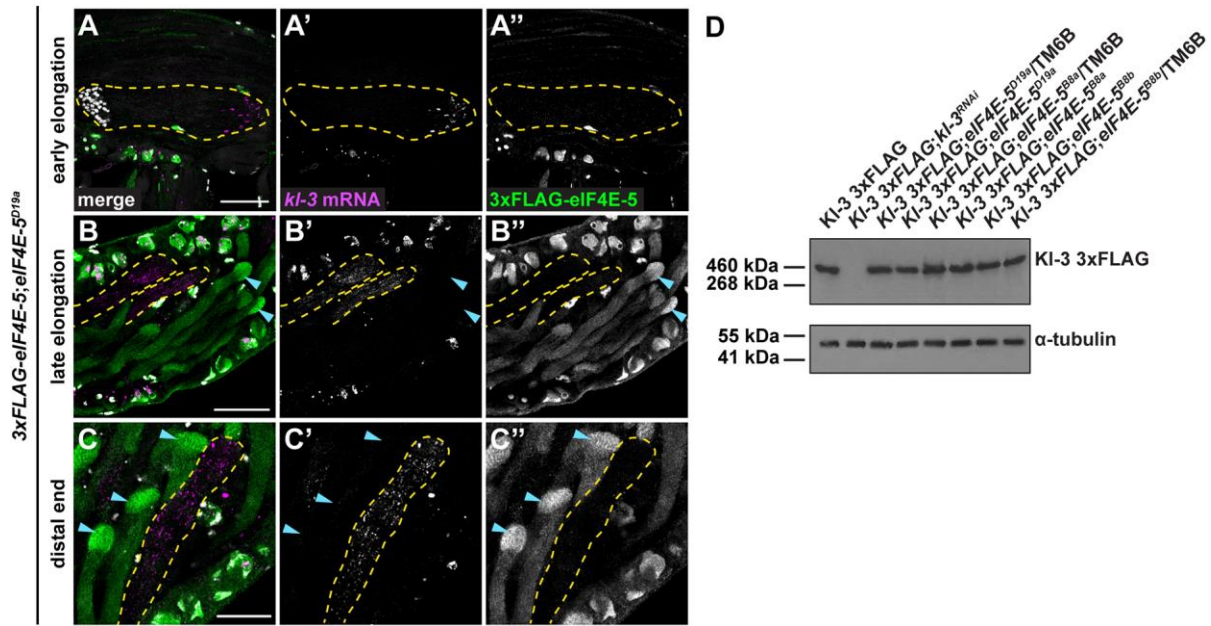 3xFLAG-eIF4E-5;eIF4E-5D19a
early elongation
late elongation
distal end
A
A'
A''
merge
kl-3 mRNA
3xFLAG-eIF4E-5
B
B'
B''
C
C'
C''
D
Kl-3 3xFLAG
Kl-3 3xFLAG;kl-3RNAi
Kl-3 3xFLAG;eIF4E-5D19a/TM6B
Kl-3 3xFLAG;eIF4E-5D19a
Kl-3 3xFLAG;eIF4E-5B8a/TM6B
Kl-3 3xFLAG;eIF4E-5B8a
Kl-3 3xFLAG;eIF4E-5B8b
Kl-3 3xFLAG;eIF4E-5B8b/TM6B
460 kDa
268 kDa
Kl-3 3xFLAG
55 kDa
41 kDa
α-tubulin